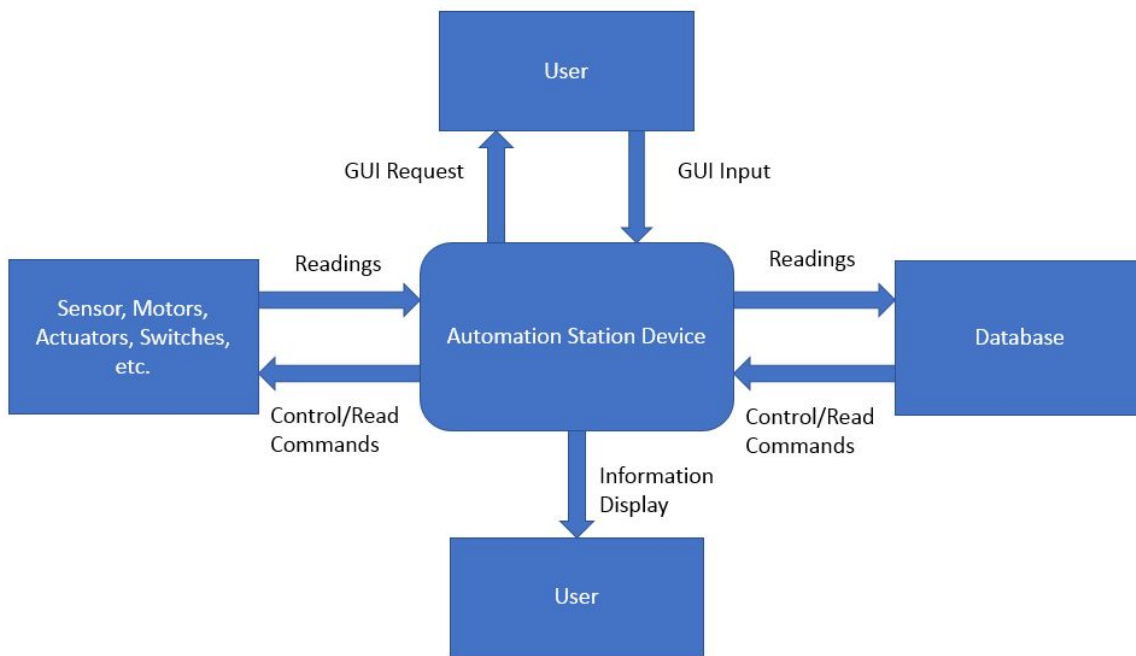 User
GUI Request
GUI Input
Readings
Readings
Sensor, Motors,
Actuators, Switches,
etc.
Automation Station Device
Database
Control/Read
Commands
Control/Read
Commands
Information
Display
User